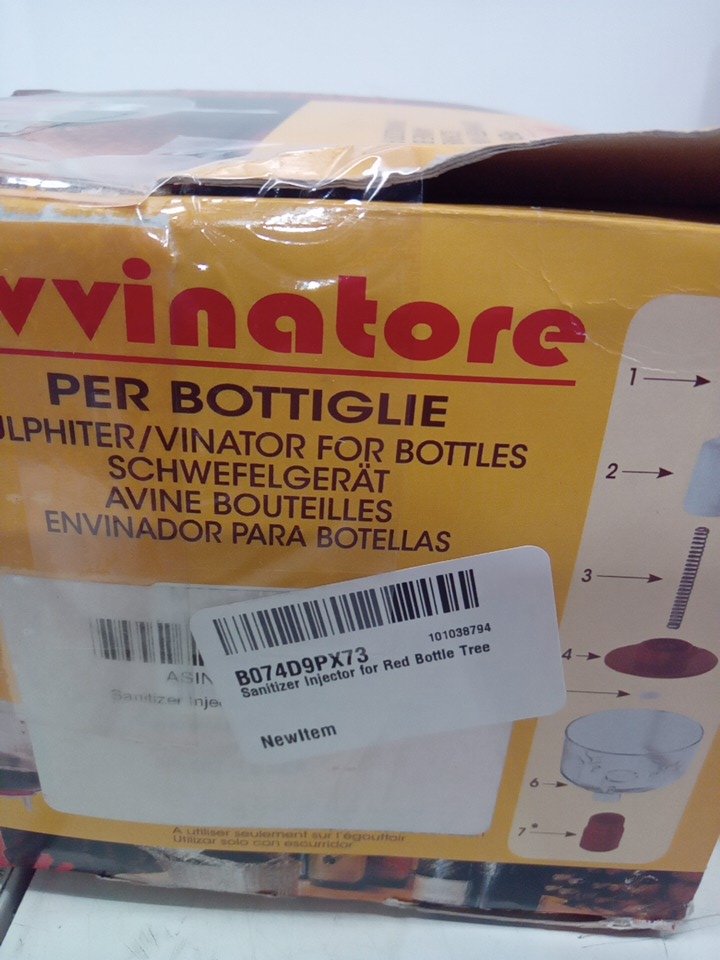 vvinatore
PER BOTTIGLIE
ULPHITER/VINATOR FOR BOTTLES
SCHWEFELGERÄT
AVINE BOUTEILLES
ENVINADOR PARA BOTELLAS
1
2
3
4
6
7*
ASIN
Sanitizer Injec
B074D9PX73
101038794
Sanitizer Injector for Red Bottle Tree
NewItem
A utiliser seulement sur l'egouttoir
Utilizar solo con escurridor